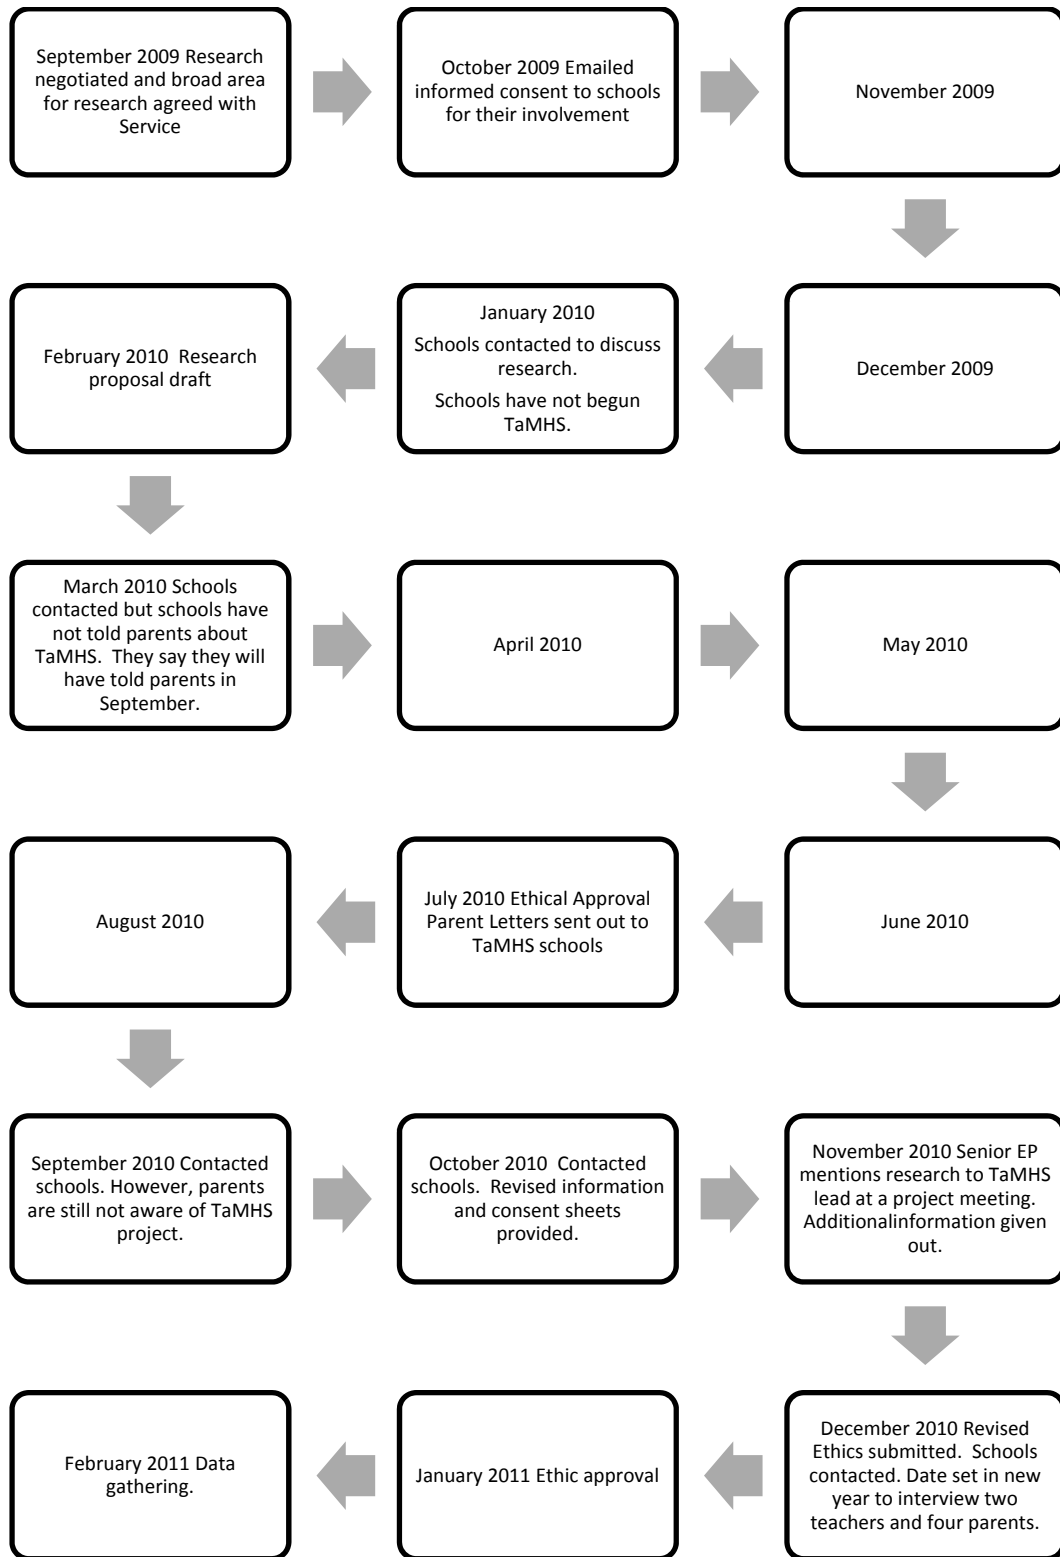 September 2009 Research
negotiated and broad area
for research agreed with
Service
October 2009 Emailed
informed consent to schools
for their involvement
November 2009
December 2009
January 2010
Schools contacted to discuss
research.
Schools have not begun
TaMHS.
February 2010  Research
proposal draft
March 2010 Schools
contacted but schools have
not told parents about
TaMHS.  They say they will
have told parents in
September.
April 2010
May 2010
June 2010
July 2010 Ethical Approval
Parent Letters sent out to
TaMHS schools
August 2010
September 2010 Contacted
schools. However, parents
are still not aware of TaMHS
project.
October 2010  Contacted
schools.  Revised information
and consent sheets
provided.
November 2010 Senior EP
mentions research to TaMHS
lead at a project meeting.
Additionalinformation given
out.
December 2010 Revised
Ethics submitted.  Schools
contacted. Date set in new
year to interview two
teachers and four parents.
January 2011 Ethic approval
February 2011 Data
gathering.